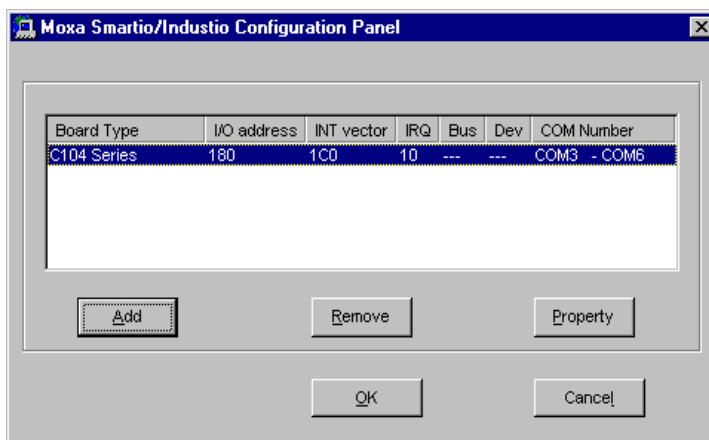 Moxa Smartio/Industio Configuration Panel
Board Type I/O address INT vector IRQ Bus Dev COM Number
C104 Series 180 1C0 10 --- --- COM3 - COM6
Add Remove Property
OK Cancel